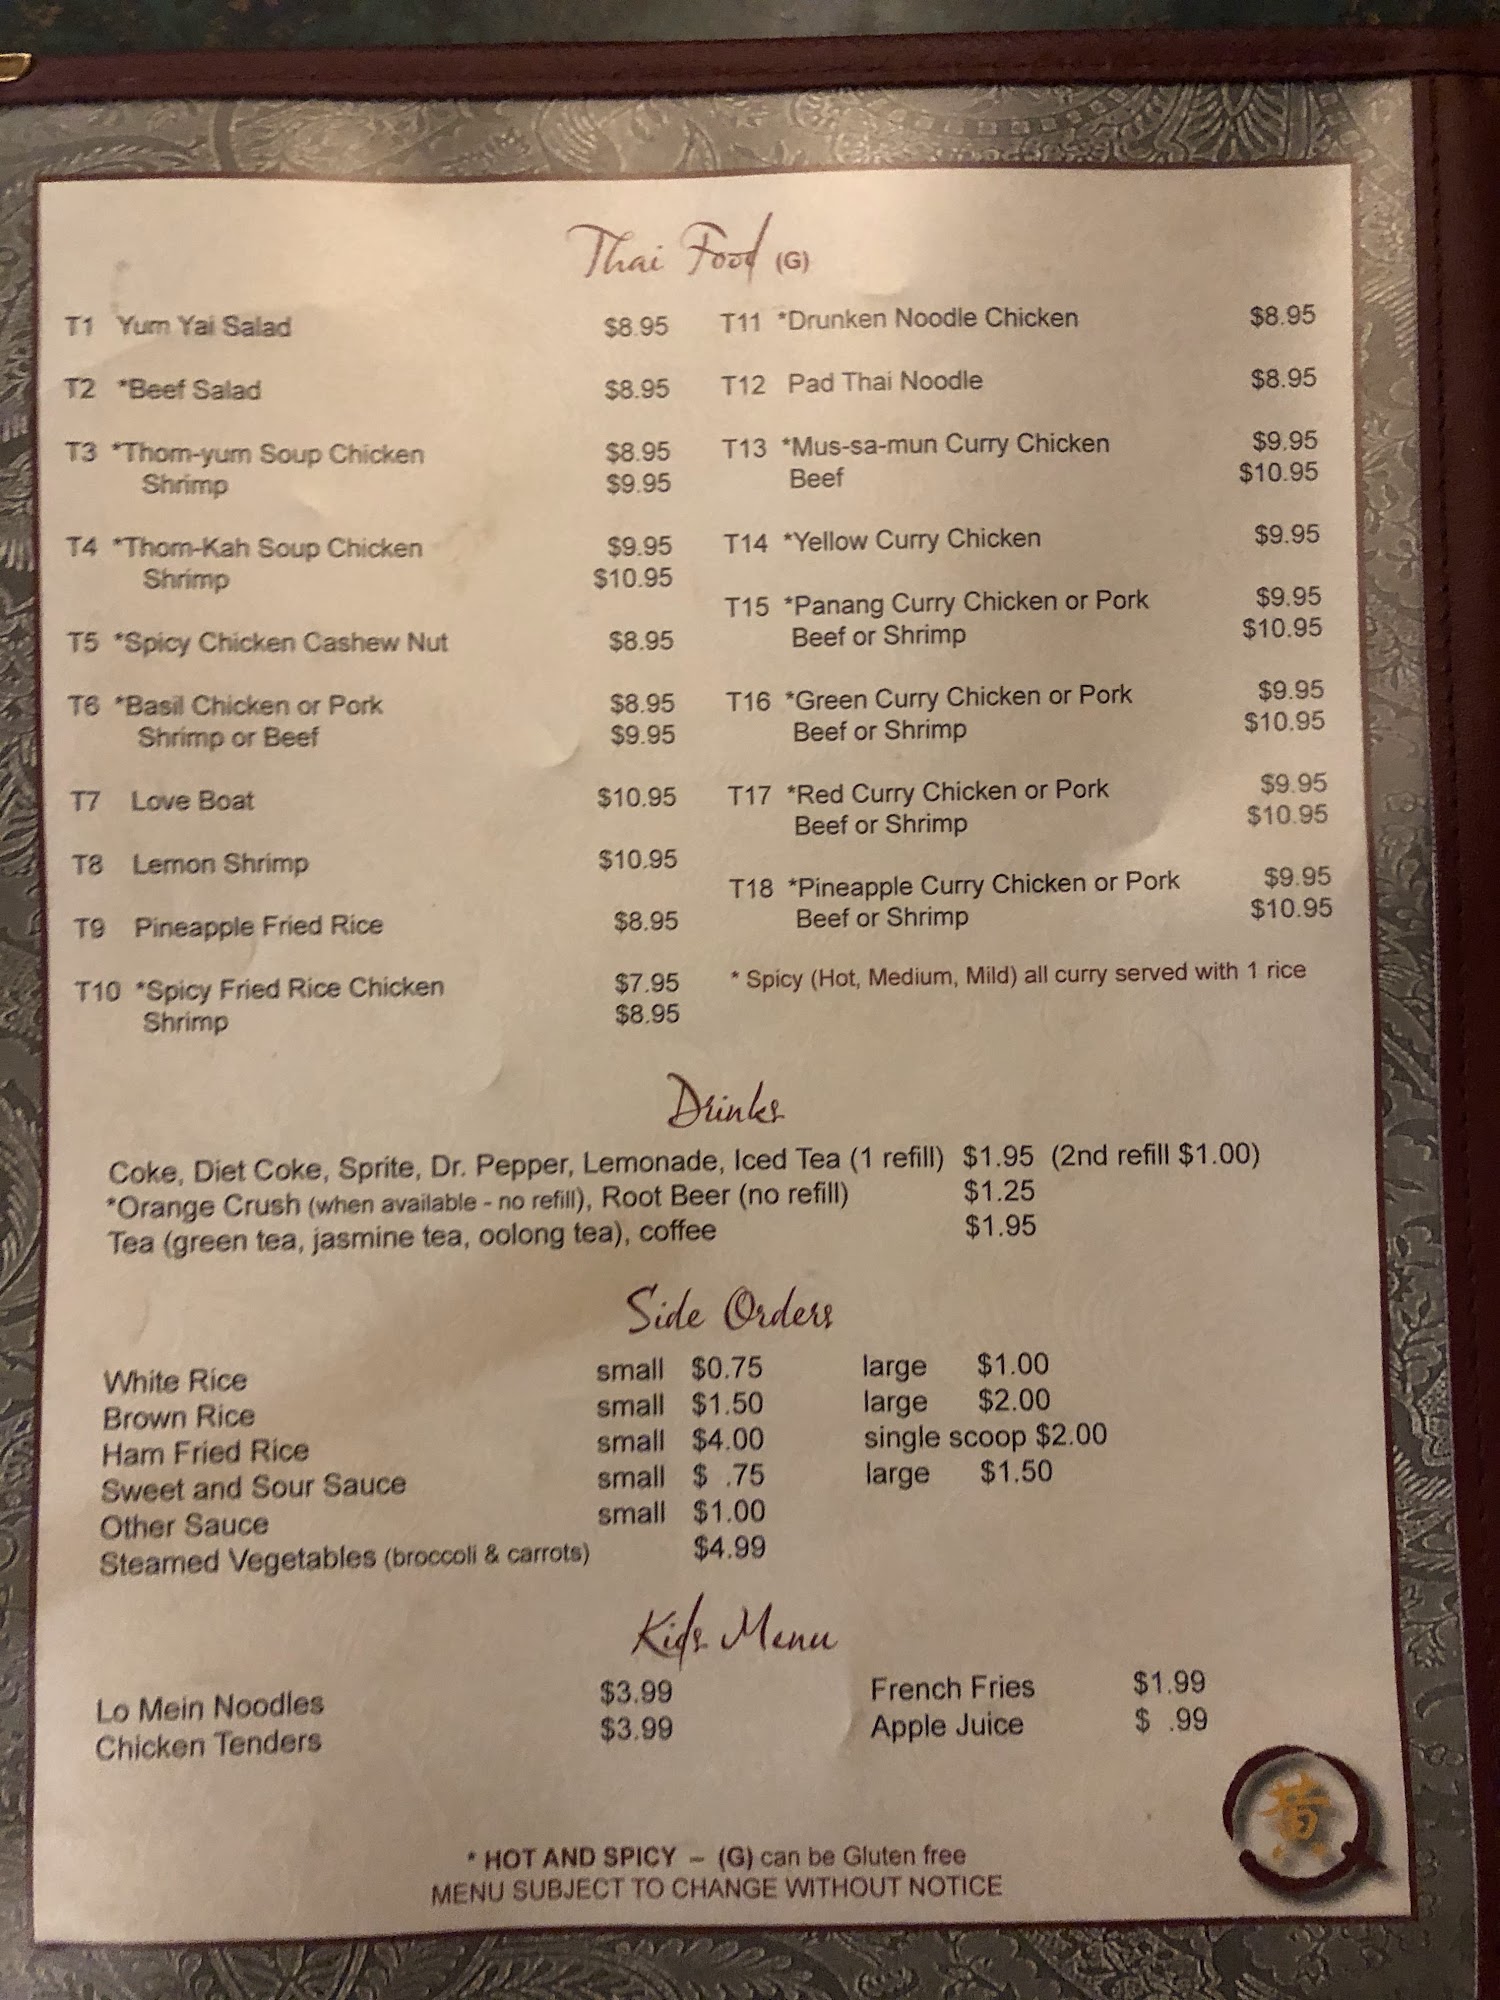 Thai Food (G)
T1 Yum Yai Salad $8.95
T2 *Beef Salad $8.95
T3 *Thom-yum Soup Chicken $8.95
Shrimp $9.95
T4 *Thom-Kah Soup Chicken $9.95
Shrimp $10.95
T5 *Spicy Chicken Cashew Nut $8.95
T6 *Basil Chicken or Pork $8.95
Shrimp or Beef $9.95
T7 Love Boat $10.95
T8 Lemon Shrimp $10.95
T9 Pineapple Fried Rice $8.95
T10 *Spicy Fried Rice Chicken $7.95
Shrimp $8.95
T11 *Drunken Noodle Chicken $8.95
T12 Pad Thai Noodle $8.95
T13 *Mus-sa-mun Curry Chicken $9.95
Beef $10.95
T14 *Yellow Curry Chicken $9.95
T15 *Panang Curry Chicken or Pork $9.95
Beef or Shrimp $10.95
T16 *Green Curry Chicken or Pork $9.95
Beef or Shrimp $10.95
T17 *Red Curry Chicken or Pork $9.95
Beef or Shrimp $10.95
T18 *Pineapple Curry Chicken or Pork $9.95
Beef or Shrimp $10.95
* Spicy (Hot, Medium, Mild) all curry served with 1 rice
Drinks
Coke, Diet Coke, Sprite, Dr. Pepper, Lemonade, Iced Tea (1 refill) $1.95 (2nd refill $1.00)
*Orange Crush (when available - no refill), Root Beer (no refill) $1.25
Tea (green tea, jasmine tea, oolong tea), coffee $1.95
Side Orders
White Rice small $0.75 large $1.00
Brown Rice small $1.50 large $2.00
Ham Fried Rice small $4.00 single scoop $2.00
Sweet and Sour Sauce small $ .75 large $1.50
Other Sauce small $1.00
Steamed Vegetables (broccoli & carrots) $4.99
Kids Menu
Lo Mein Noodles $3.99 French Fries $1.99
Chicken Tenders $3.99 Apple Juice $ .99
黄
* HOT AND SPICY – (G) can be Gluten free
MENU SUBJECT TO CHANGE WITHOUT NOTICE